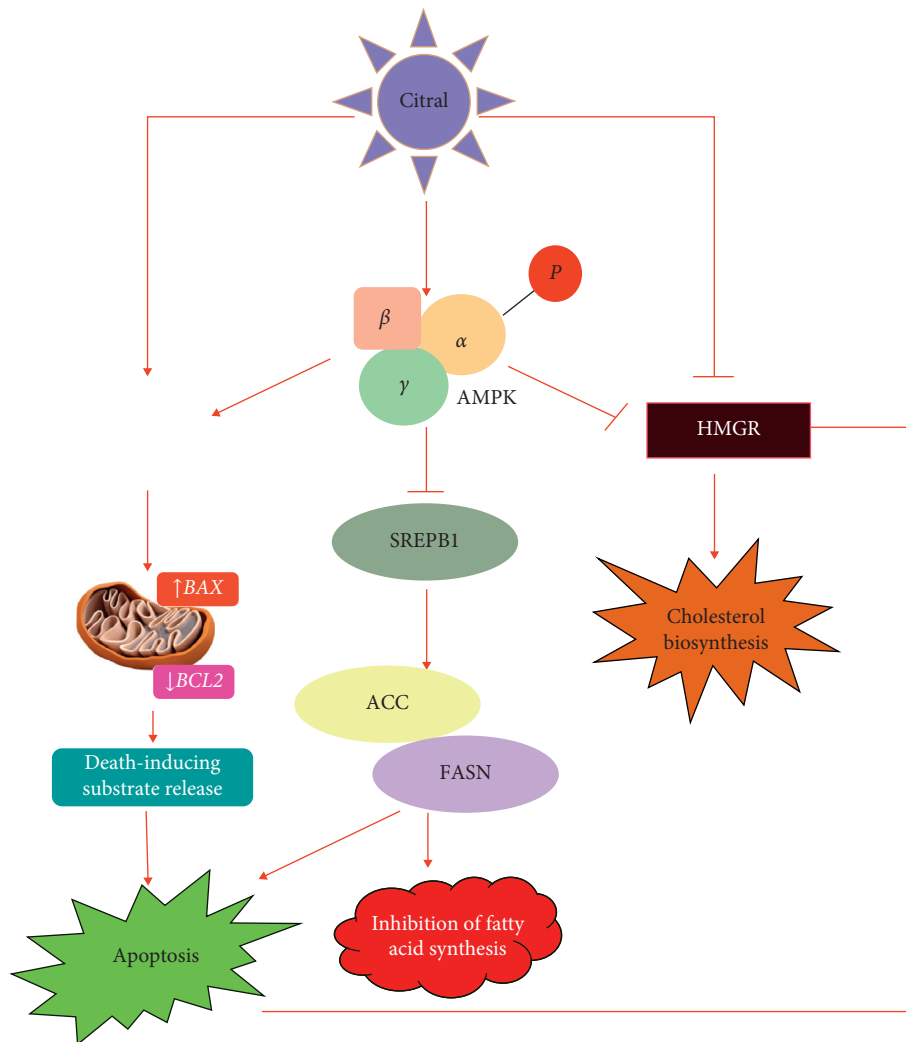 Citral
P
β
α
γ
AMPK
HMGR
SREPB1
↑BAX
Cholesterol
biosynthesis
↓BCL2
ACC
Death-inducing
substrate release
FASN
Inhibition of fatty
acid synthesis
Apoptosis